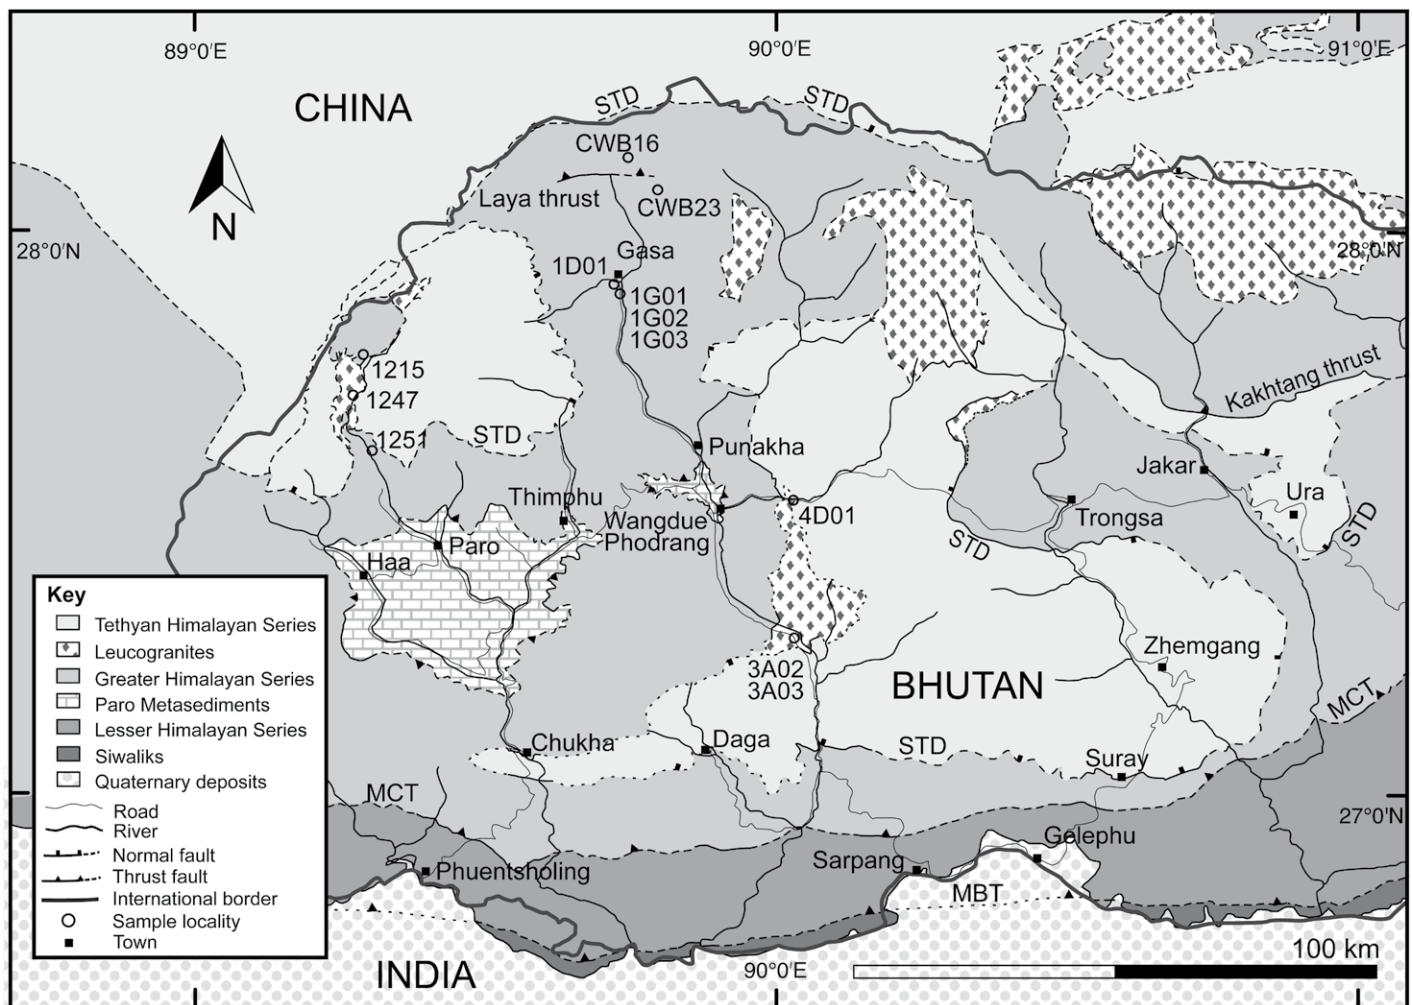 89°0'E
90°0'E
91°0'E
CHINA
STD
STD
CWB16
Laya thrust
CWB23
N
28°0'N
28°0'N
Gasa
1D01
1G01
1G02
1G03
1215
1247
1251
STD
Kakhtang thrust
Punakha
Jakar
Thimphu
Wangdue
Phodrang
4D01
Trongsa
Ura
STD
STD
Haa
Paro
Zhemgang
3A02
3A03
BHUTAN
MCT
Chukha
Daga
STD
Suray
MCT
27°0'N
Gelephu
Sarpang
Phuentsholing
MBT
INDIA
90°0'E
100 km
Key
Tethyan Himalayan Series
Leucogranites
Greater Himalayan Series
Paro Metasediments
Lesser Himalayan Series
Siwaliks
Quaternary deposits
Road
River
Normal fault
Thrust fault
International border
Sample locality
Town